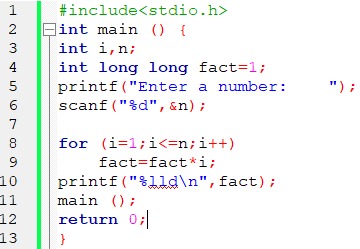 1 #include<stdio.h>
2 int main () {
3 int i,n;
4 int long long fact=1;
5 printf("Enter a number:    ");
6 scanf("%d",&n);
7
8 for (i=1;i<=n;i++)
9     fact=fact*i;
10 printf("%lld\n",fact);
11 main ();
12 return 0;
13 }